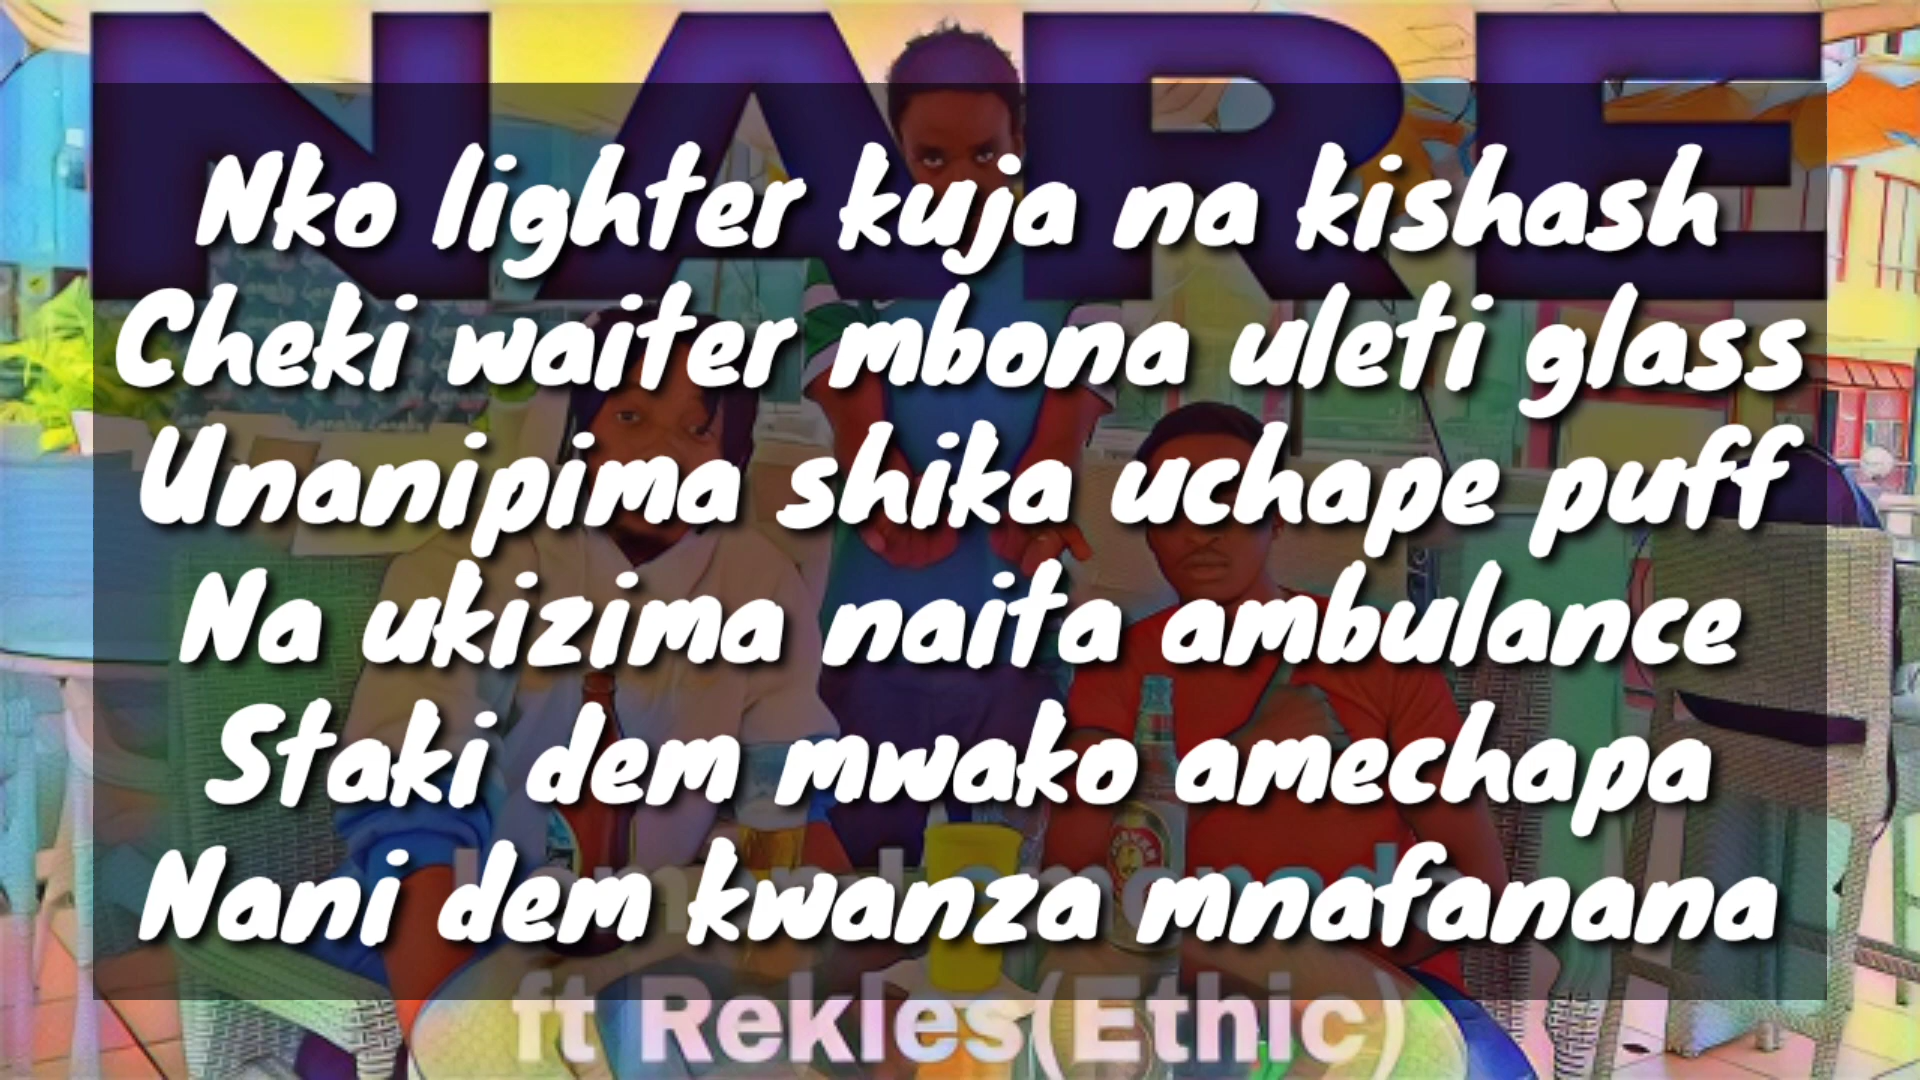 NARE
Nko lighter kuja na kishash
Cheki waiter mbona uleti glass
Unanipima shika uchape puff
Na ukizima naita ambulance
Staki dem mwako amechapa
Nani dem kwanza mnafanana
ft Rekles(Ethic)